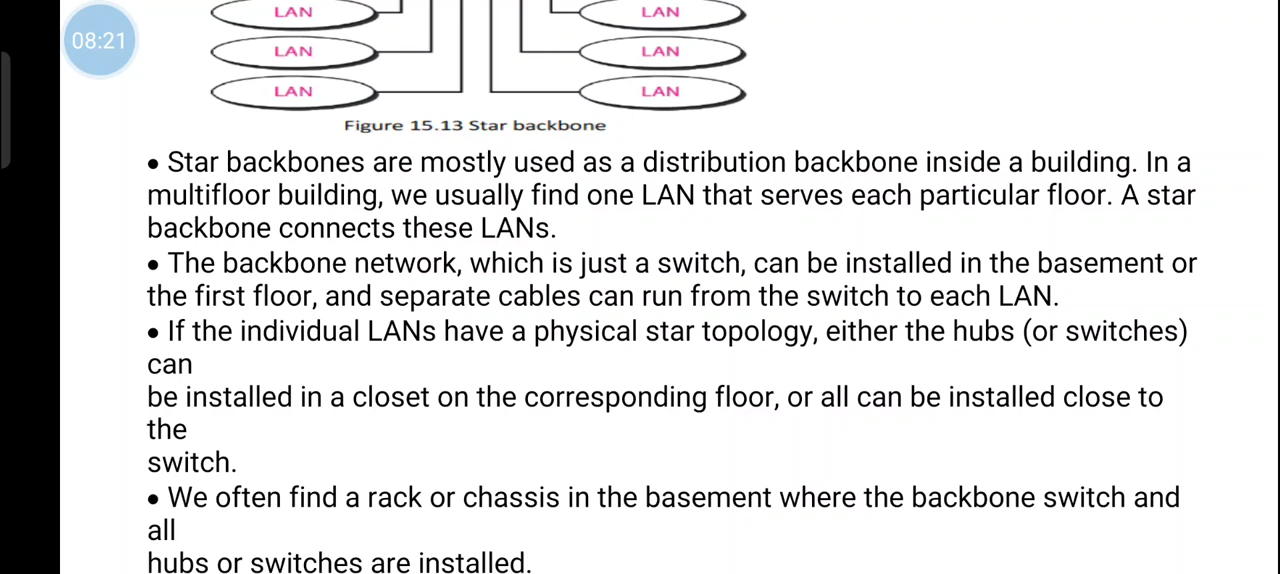 08:21
LAN LAN
LAN LAN
LAN LAN
Figure 15.13 Star backbone
• Star backbones are mostly used as a distribution backbone inside a building. In a
multifloor building, we usually find one LAN that serves each particular floor. A star
backbone connects these LANs.
• The backbone network, which is just a switch, can be installed in the basement or
the first floor, and separate cables can run from the switch to each LAN.
• If the individual LANs have a physical star topology, either the hubs (or switches)
can
be installed in a closet on the corresponding floor, or all can be installed close to
the
switch.
• We often find a rack or chassis in the basement where the backbone switch and
all
hubs or switches are installed.